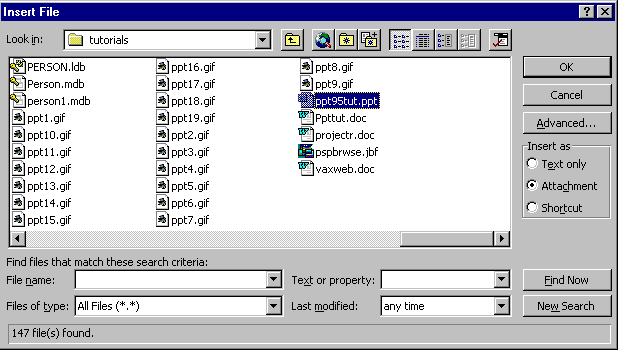 Insert File
Look in: tutorials
PERSON.ldb
Person.mdb
person1.mdb
ppt1.gif
ppt10.gif
ppt11.gif
ppt12.gif
ppt13.gif
ppt14.gif
ppt15.gif
ppt16.gif
ppt17.gif
ppt18.gif
ppt19.gif
ppt2.gif
ppt3.gif
ppt4.gif
ppt5.gif
ppt6.gif
ppt7.gif
ppt8.gif
ppt9.gif
ppt95tut.ppt
Ppttut.doc
projectr.doc
pspbrwse.jbf
vaxweb.doc
OK
Cancel
Advanced...
Insert as
Text only
Attachment
Shortcut
Find files that match these search criteria:
File name: Text or property: Find Now
Files of type: All Files (*.*) Last modified: any time New Search
147 file(s) found.